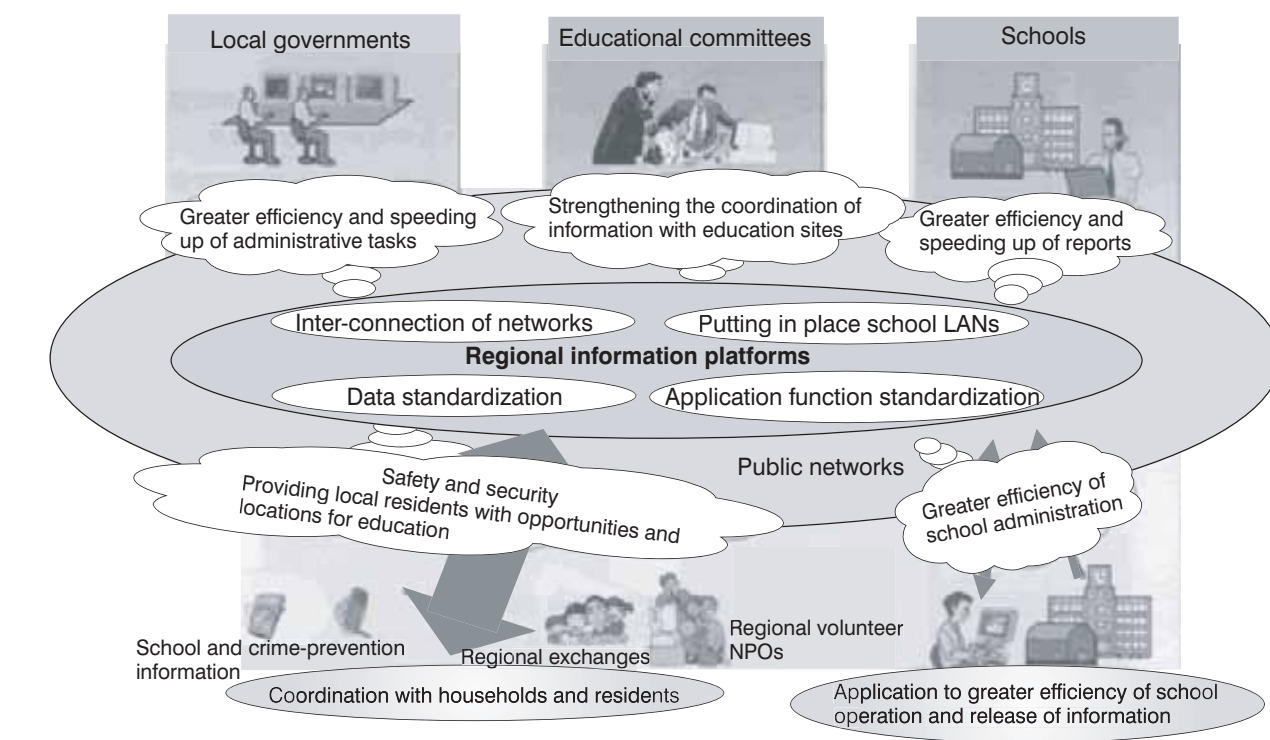 Local governments
Educational committees
Schools
Greater efficiency and speeding
up of administrative tasks
Strengthening the coordination of
information with education sites
Greater efficiency and
speeding up of reports
Inter-connection of networks
Putting in place school LANs
Regional information platforms
Data standardization
Application function standardization
Public networks
Safety and security
Providing local residents with opportunities and
locations for education
Greater efficiency of
school administration
School and crime-prevention
information
Regional exchanges
Regional volunteer
NPOs
Coordination with households and residents
Application to greater efficiency of school
operation and release of information